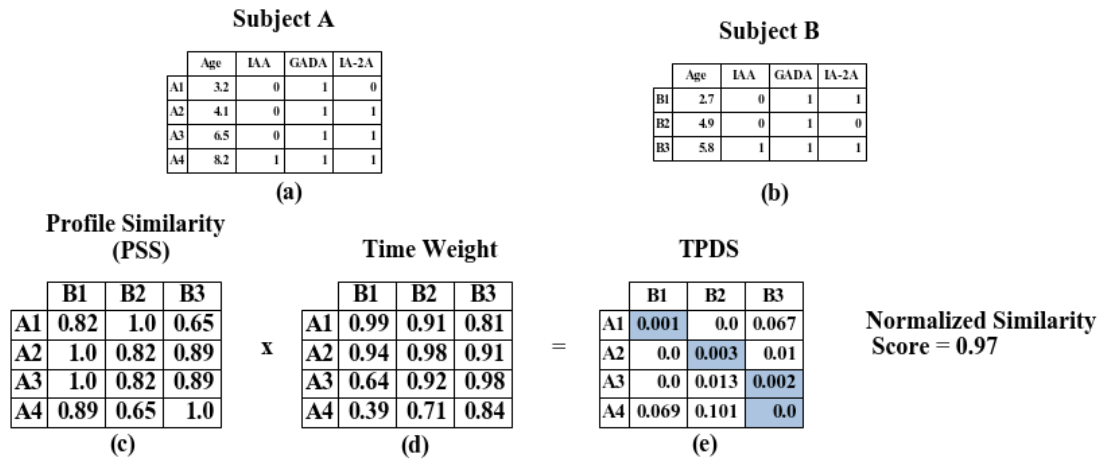 Subject A
Age IAA GADA IA-2A
A1 3.2 0 1 0
A2 4.1 0 1 1
A3 6.5 0 1 1
A4 8.2 1 1 1
(a)
Subject B
Age IAA GADA IA-2A
B1 2.7 0 1 1
B2 4.9 0 1 0
B3 5.8 1 1 1
(b)
Profile Similarity
(PSS)
B1 B2 B3
A1 0.82 1.0 0.65
A2 1.0 0.82 0.89
A3 1.0 0.82 0.89
A4 0.89 0.65 1.0
(c)
x
Time Weight
B1 B2 B3
A1 0.99 0.91 0.81
A2 0.94 0.98 0.91
A3 0.64 0.92 0.98
A4 0.39 0.71 0.84
(d)
=
TPDS
B1 B2 B3
A1 0.001 0.0 0.067
A2 0.0 0.003 0.01
A3 0.0 0.013 0.002
A4 0.069 0.101 0.0
(e)
Normalized Similarity
Score = 0.97